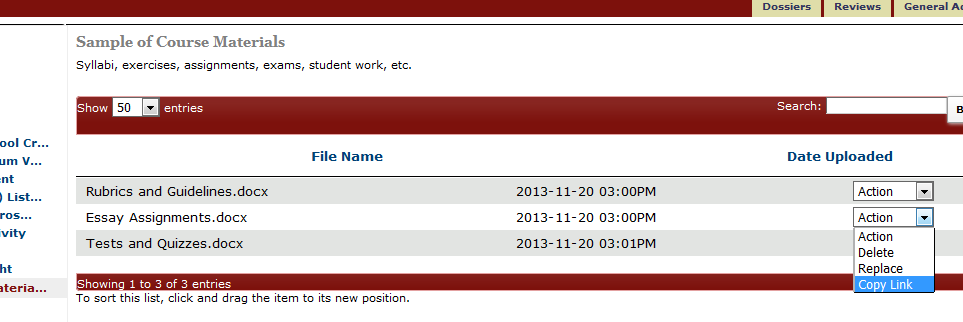 Dossiers Reviews General Ac
Sample of Course Materials
Syllabi, exercises, assignments, exams, student work, etc.
Show 50 entries Search: B
File Name Date Uploaded
Rubrics and Guidelines.docx 2013-11-20 03:00PM Action
Essay Assignments.docx 2013-11-20 03:00PM Action
Tests and Quizzes.docx 2013-11-20 03:01PM
Action
Delete
Replace
Copy Link
Showing 1 to 3 of 3 entries
To sort this list, click and drag the item to its new position.
ool Cr...
um V...
ent
) List...
ros...
ivity
ht
ateria...